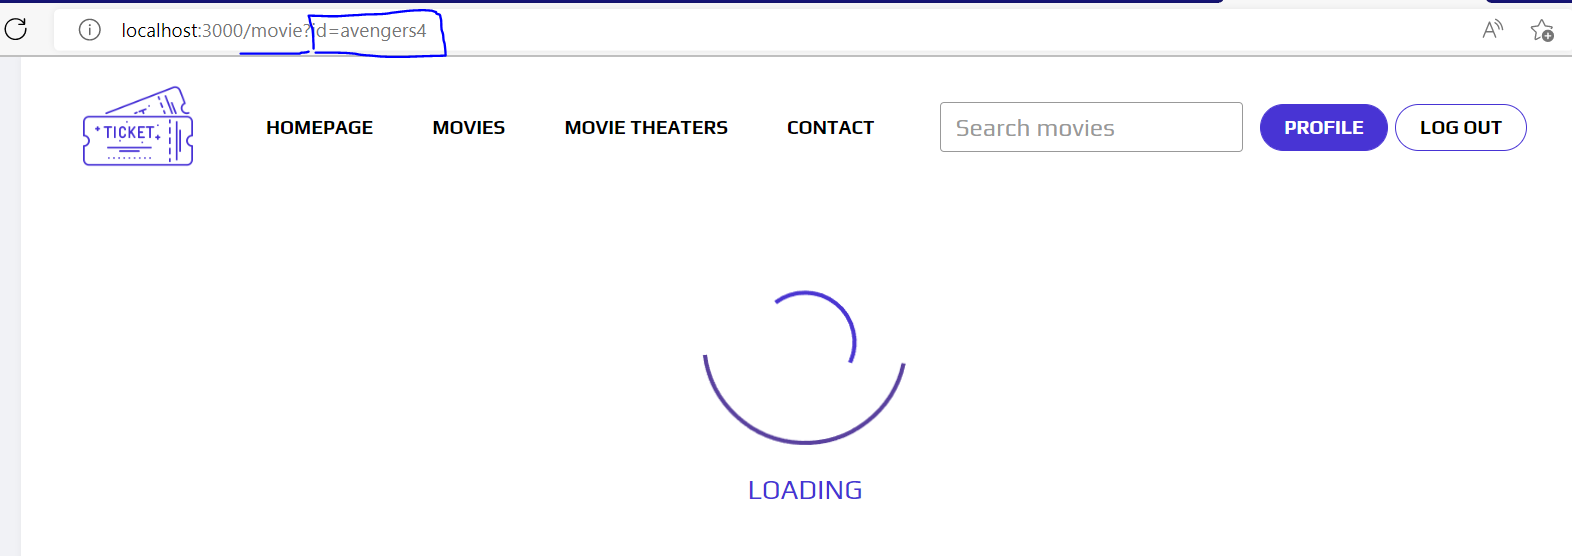 localhost:3000/movie?id=avengers4
TICKET
HOMEPAGE MOVIES MOVIE THEATERS CONTACT Search movies PROFILE LOG OUT
LOADING